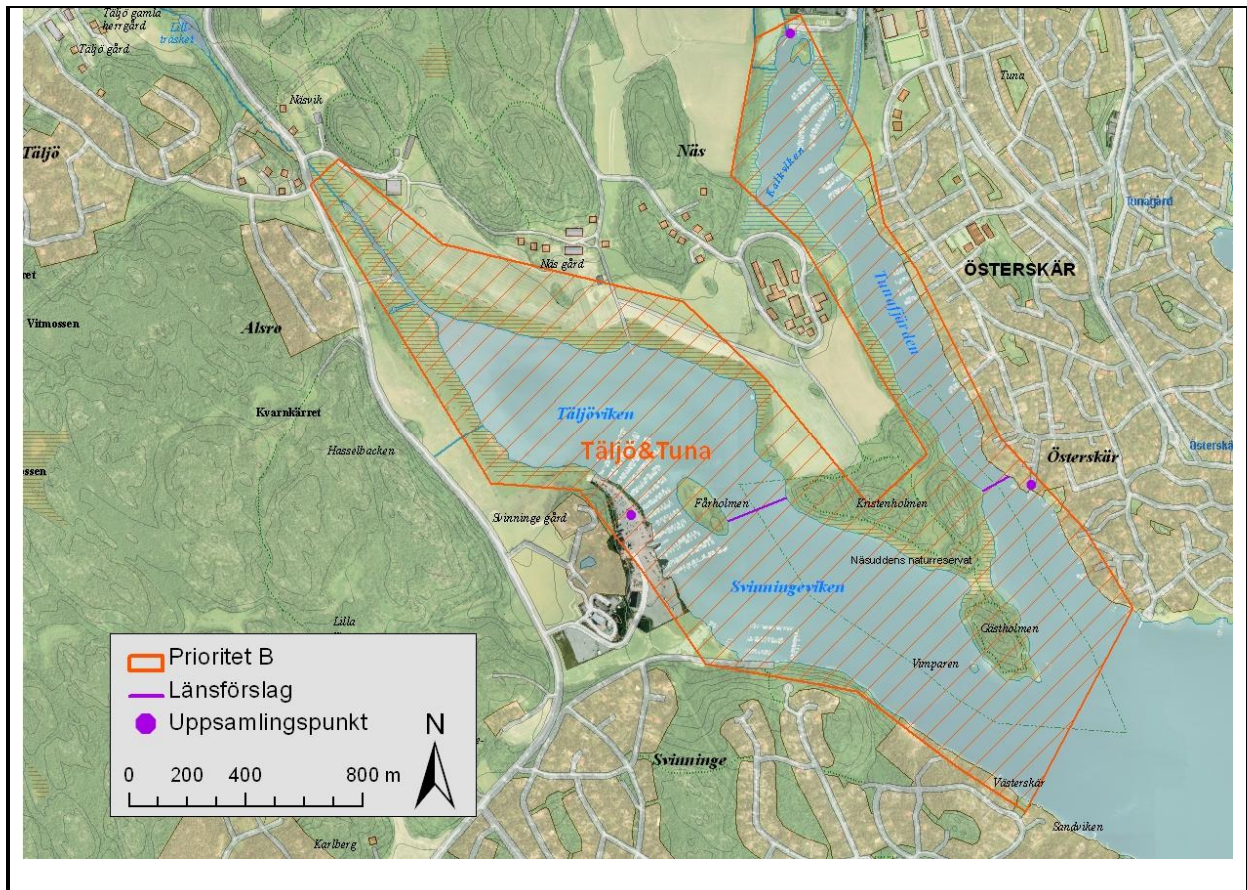 Täljö gamla
herrgård
Lill-
träsket
Täljö gård
Näsvik
Täljö
Näs
Kalkviken
Tuna
Tunagård
Näs gård
ÖSTERSKÄR
Tunafjärden
Vitmossen
Alsro
Kvarnkärret
Hasselbacken
Täljöviken
Täljö&Tuna
Österskär
Fårholmen
Kristenholmen
Svinninge gård
Näsuddens naturreservat
Svinningeviken
Gästholmen
Lilla
Vimparen
Svinninge
Västerskär
Sandviken
Karlberg
Prioritet B
Länsförslag
Uppsamlingspunkt
N
0 200 400 800 m